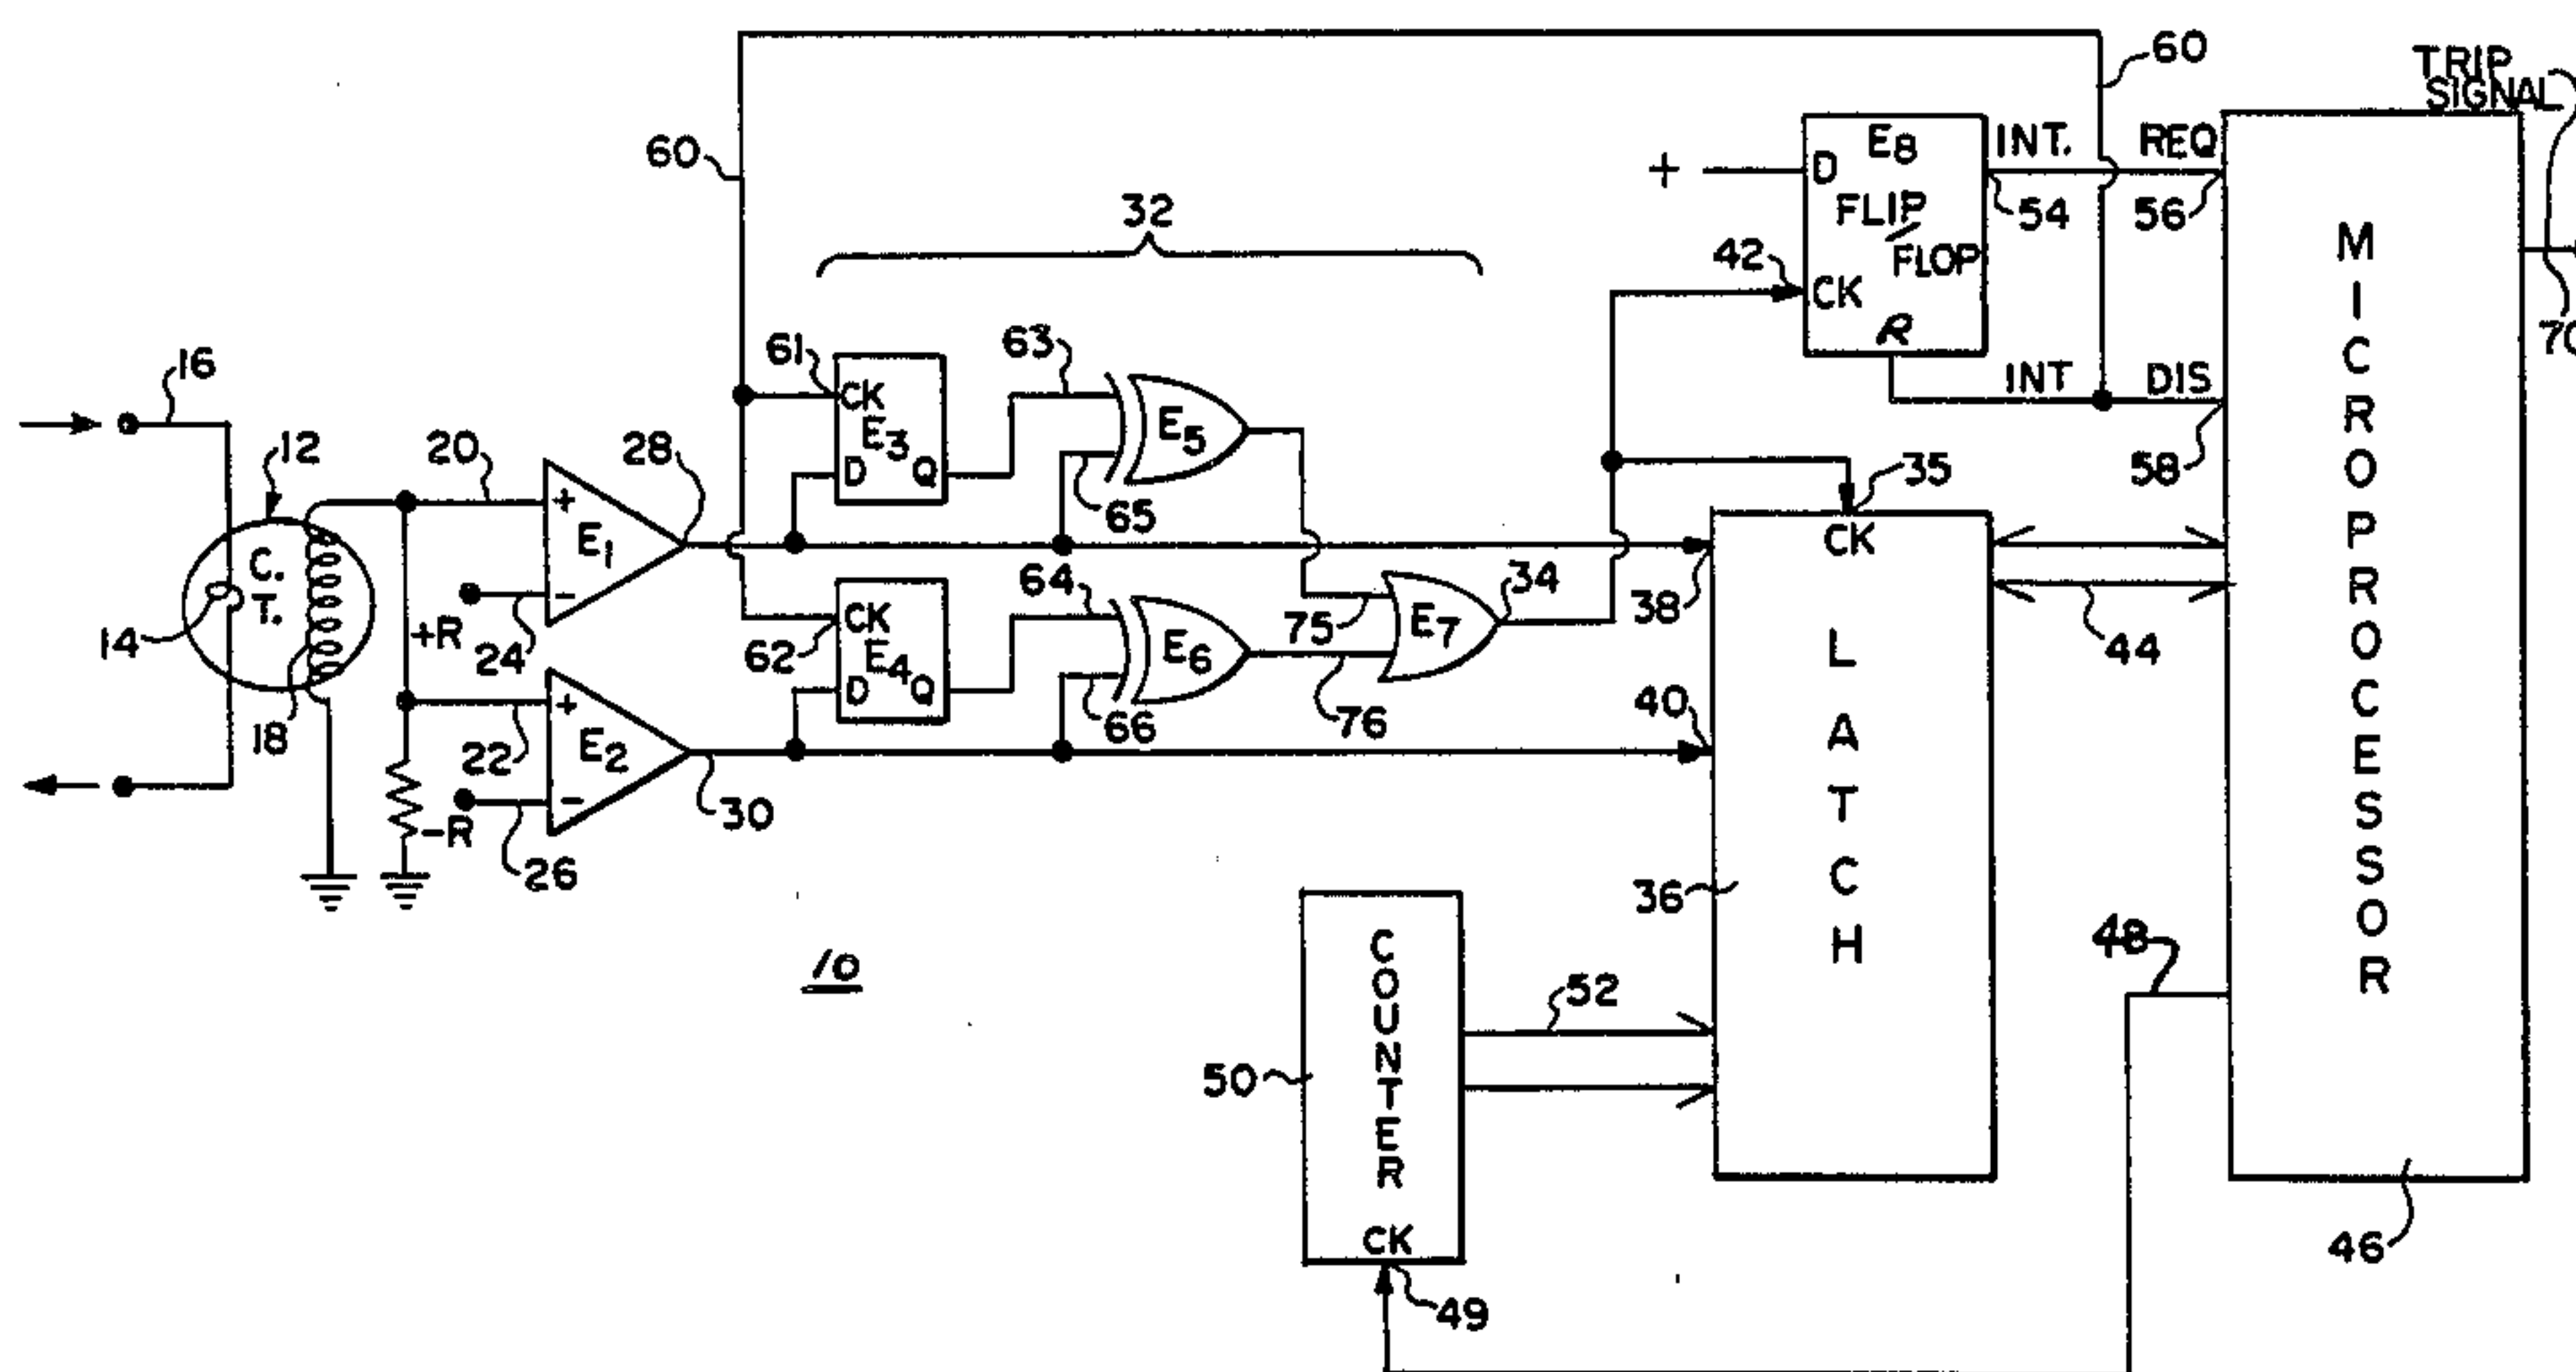 60
TRIP
SIGNAL
60
E8
INT.
REQ
+
D
FLIP/
FLOP
54
56
32
42
CK
R
70
INT
DIS
58
16
61
63
CK
E3
D
Q
E5
65
35
12
20
28
+
E1
-
C.
T.
14
+R
24
18
64
62
CK
E4
D
Q
E6
66
75
76
E7
34
38
CK
44
22
+
E2
-
-R
26
30
40
LATCH
36
MICROPROCESSOR
10
48
52
50
COUNTER
CK
49
46